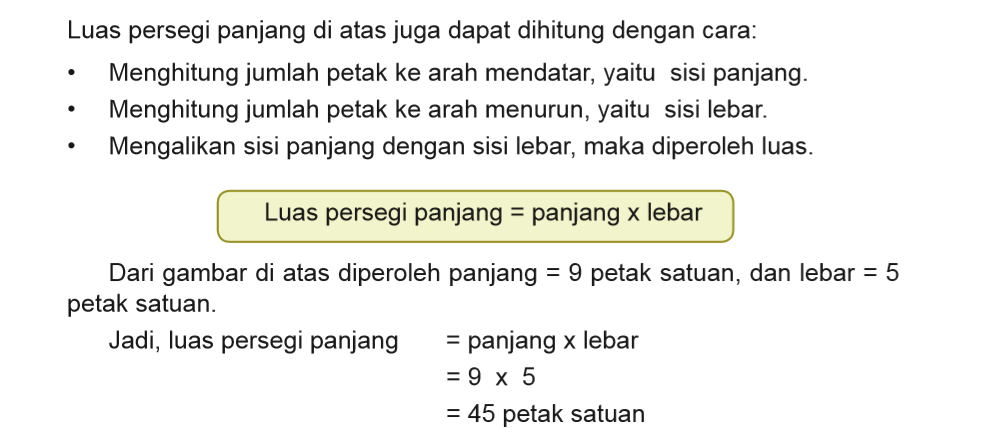 Luas persegi panjang di atas juga dapat dihitung dengan cara:
• Menghitung jumlah petak ke arah mendatar, yaitu sisi panjang.
• Menghitung jumlah petak ke arah menurun, yaitu sisi lebar.
• Mengalikan sisi panjang dengan sisi lebar, maka diperoleh luas.
Luas persegi panjang = panjang x lebar
Dari gambar di atas diperoleh panjang = 9 petak satuan, dan lebar = 5
petak satuan.
Jadi, luas persegi panjang = panjang x lebar
= 9 x 5
= 45 petak satuan